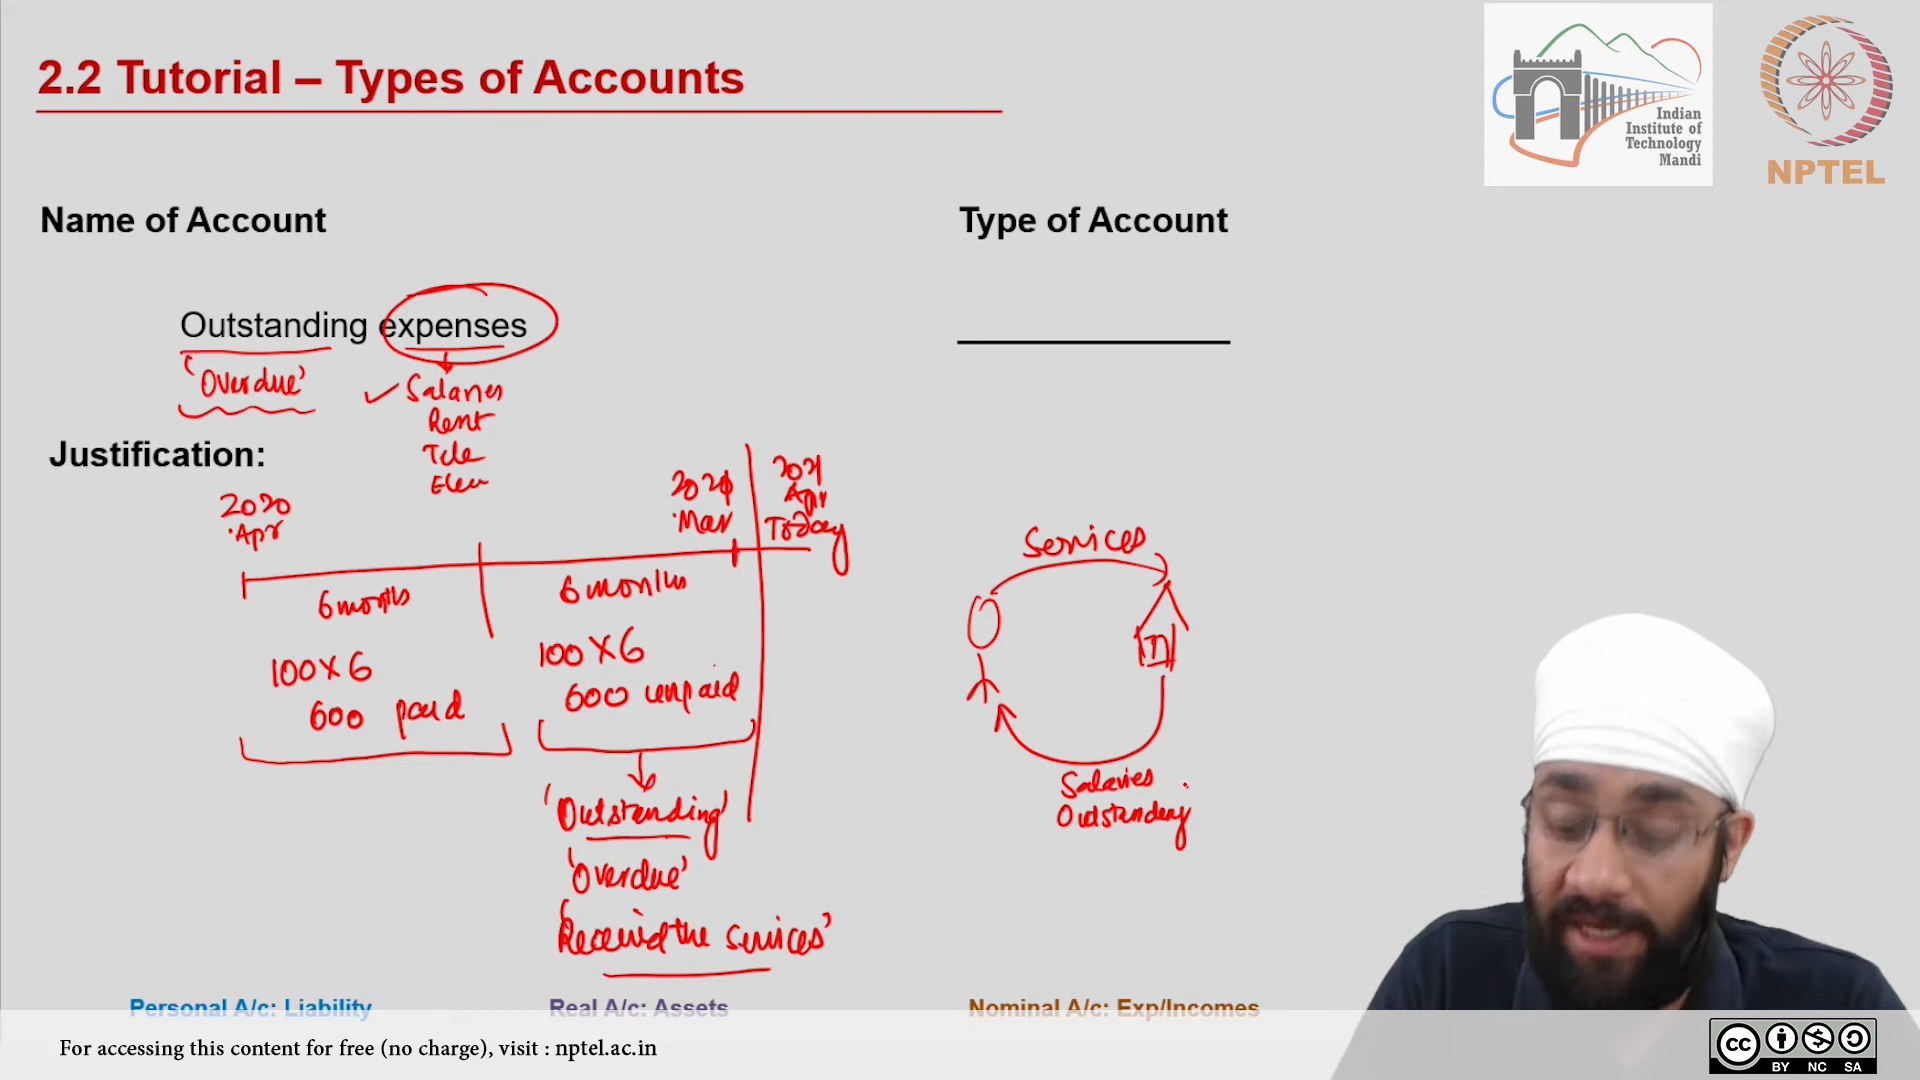 2.2 Tutorial – Types of Accounts
Indian
Institute of
Technology
Mandi
NPTEL
Name of Account
Type of Account
Outstanding expenses
'Overdue'
Salaries
Rent
Tele
Elec
Justification:
2020
Apr
2021
Mar
2021
Apr
Today
6 months
6 months
100 X 6
600 paid
100 X 6
600 unpaid
'Outstanding'
'Overdue'
'Received the services'
Services
Salaries
Outstanding
Personal A/c: Liability
Real A/c: Assets
Nominal A/c: Exp/Incomes
For accessing this content for free (no charge), visit : nptel.ac.in
cc
BY NC SA